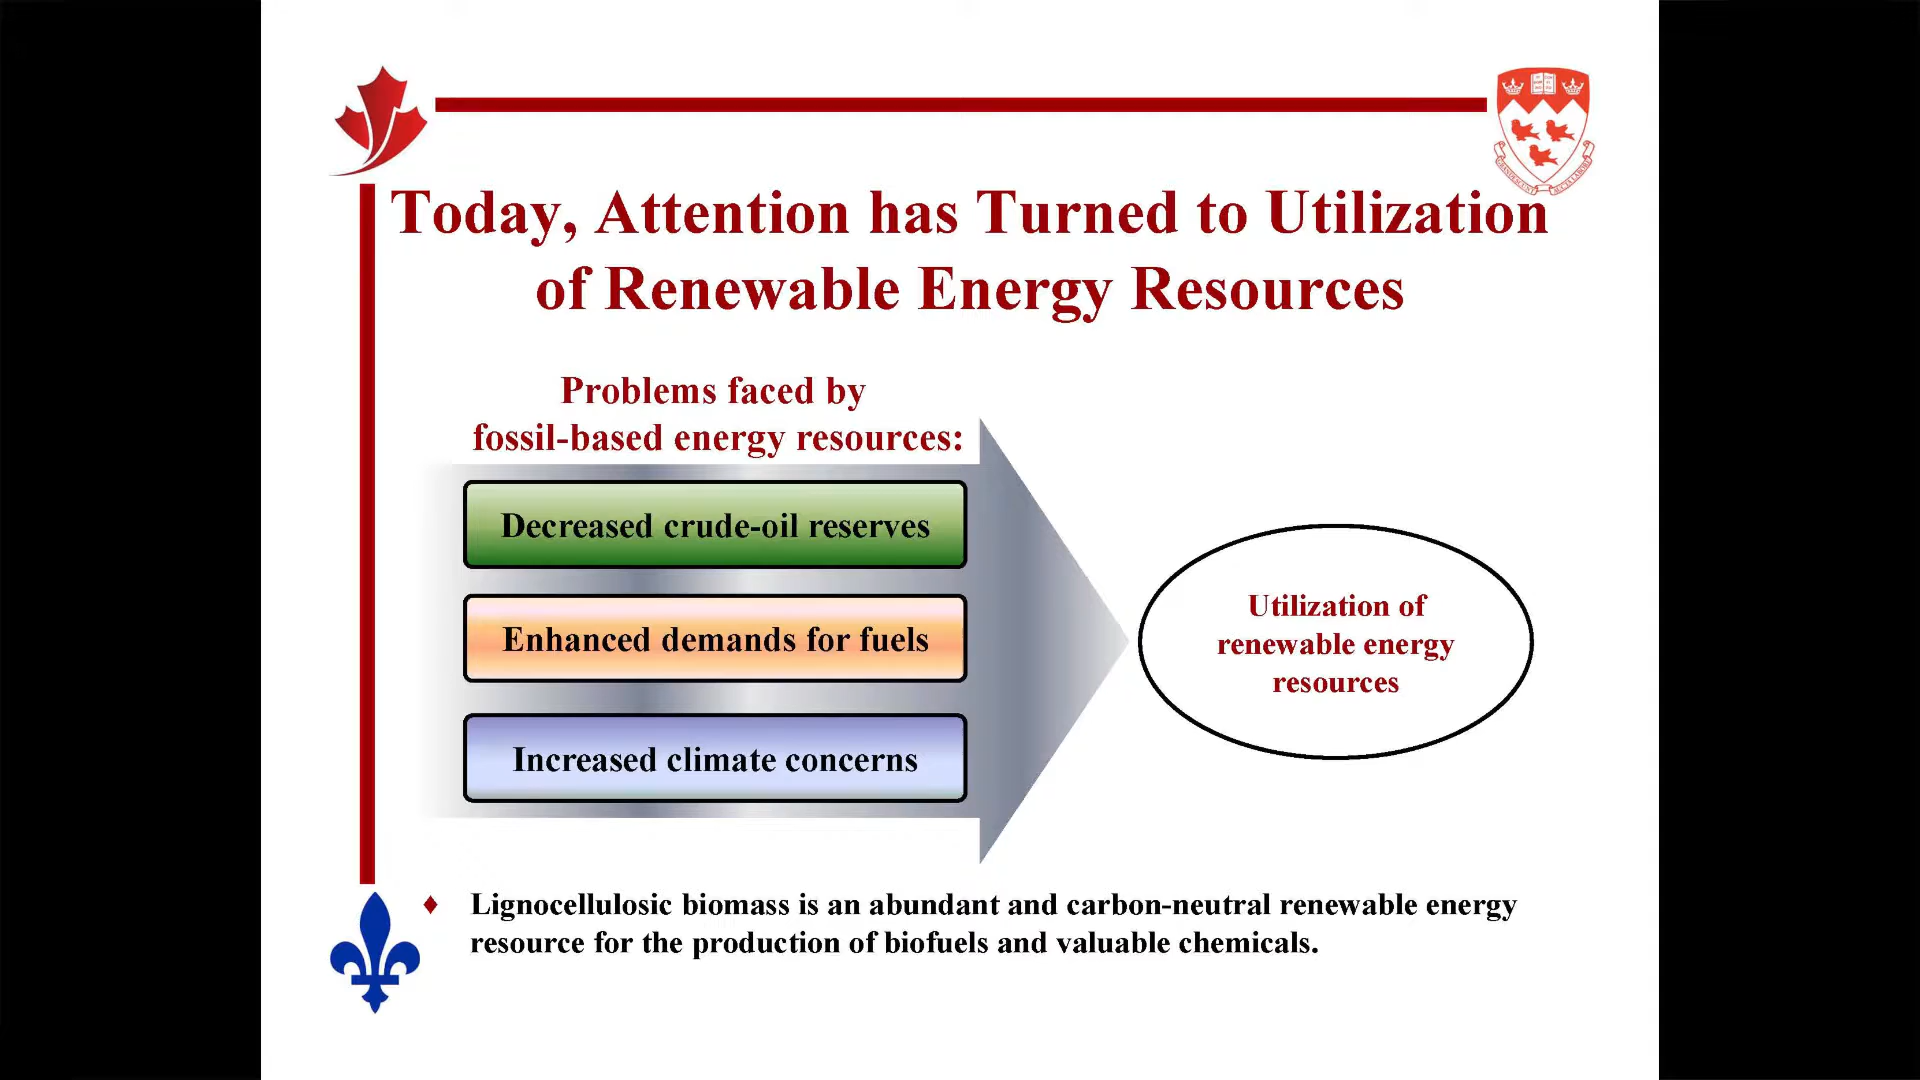 Today, Attention has Turned to Utilization
of Renewable Energy Resources
Problems faced by
fossil-based energy resources:
Decreased crude-oil reserves
Enhanced demands for fuels
Increased climate concerns
Utilization of
renewable energy
resources
Lignocellulosic biomass is an abundant and carbon-neutral renewable energy
resource for the production of biofuels and valuable chemicals.